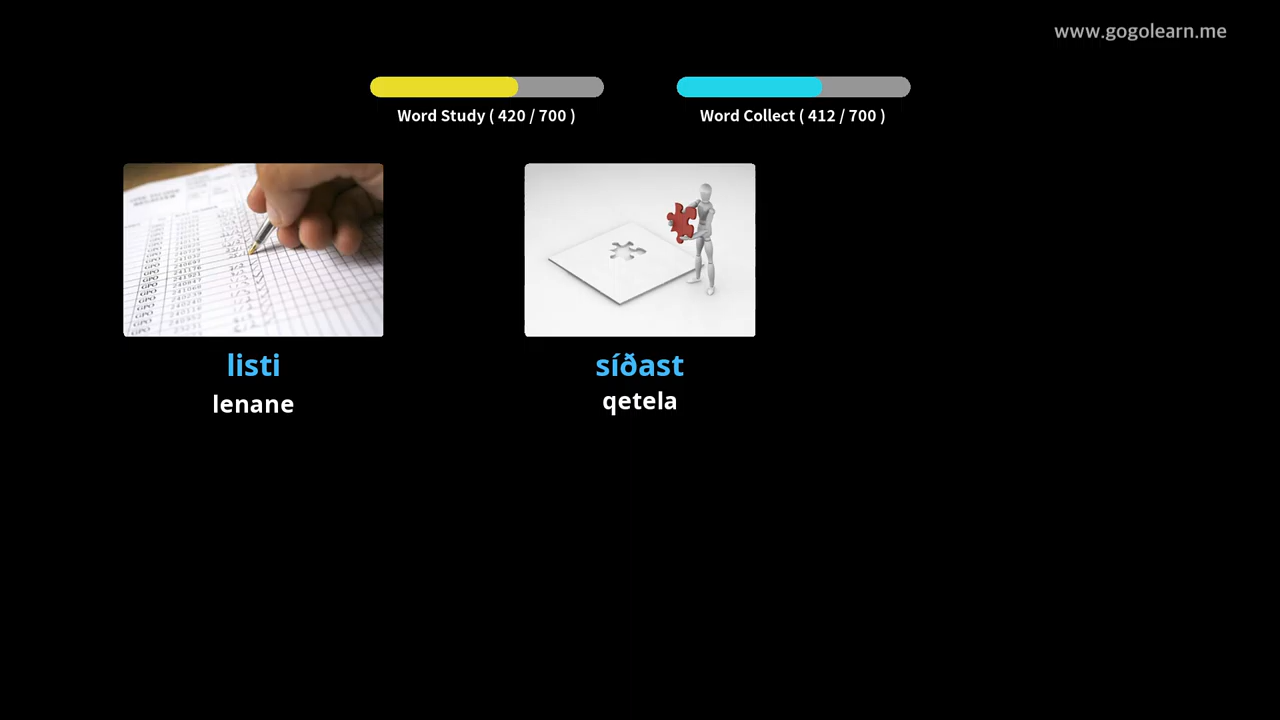 www.gogolearn.me
Word Study ( 420 / 700 )
Word Collect ( 412 / 700 )
listi
lenane
síðast
qetela